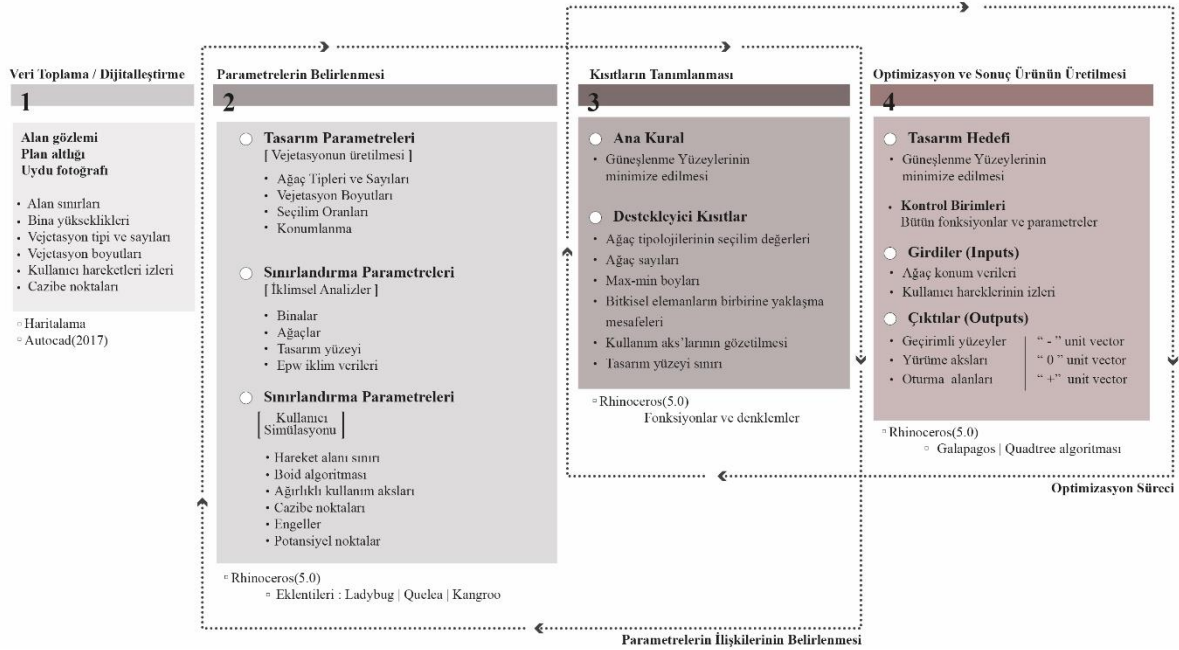 Veri Toplama / Dijitalleştirme
1
Alan gözlemi
Plan altlığı
Uydu fotoğrafı
• Alan sınırları
• Bina yükseklikleri
• Vejetasyon tipi ve sayıları
• Vejetasyon boyutları
• Kullanıcı hareketleri izleri
• Cazibe noktaları
▫ Haritalama
▫ Autocad(2017)
Parametrelerin Belirlenmesi
2
Tasarım Parametreleri
[ Vejetasyonun üretilmesi ]
• Ağaç Tipleri ve Sayıları
• Vejetasyon Boyutları
• Seçilim Oranları
• Konumlanma
Sınırlandırma Parametreleri
[ İklimsel Analizler ]
• Binalar
• Ağaçlar
• Tasarım yüzeyi
• Epw iklim verileri
Sınırlandırma Parametreleri
[ Kullanıcı
Simülasyonu ]
• Hareket alanı sınırı
• Boid algoritması
• Ağırlıklı kullanım aksları
• Cazibe noktaları
• Engeller
• Potansiyel noktalar
▫ Rhinoceros(5.0)
▫ Eklentileri : Ladybug | Quelea | Kangroo
Kısıtların Tanımlanması
3
Ana Kural
• Güneşlenme Yüzeylerinin
minimize edilmesi
Destekleyici Kısıtlar
• Ağaç tipolojilerinin seçilim değerleri
• Ağaç sayıları
• Max-min boyları
• Bitkisel elemanların birbirine yaklaşma
mesafeleri
• Kullanım aks’larının gözetilmesi
• Tasarım yüzeyi sınırı
▫ Rhinoceros(5.0)
Fonksiyonlar ve denklemler
Optimizasyon ve Sonuç Ürünün Üretilmesi
4
Tasarım Hedefi
• Güneşlenme Yüzeylerinin
minimize edilmesi
• Kontrol Birimleri
Bütün fonksiyonlar ve parametreler
Girdiler (Inputs)
• Ağaç konum verileri
• Kullanıcı hareklerinin izleri
Çıktılar (Outputs)
• Geçirimli yüzeyler “ - ” unit vector
• Yürüme aksları “ 0 ” unit vector
• Oturma alanları “ +” unit vector
▫ Rhinoceros(5.0)
▫ Galapagos | Quadtree algoritması
Optimizasyon Süreci
Parametrelerin İlişkilerinin Belirlenmesi